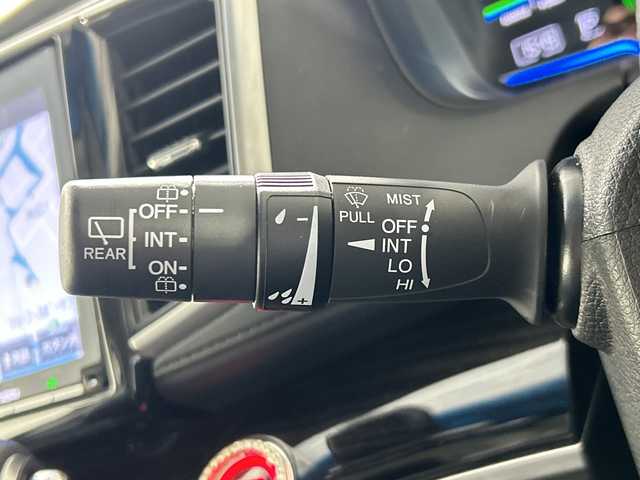 OFF
REAR
INT
ON
−
+
PULL
MIST
OFF
INT
LO
HI